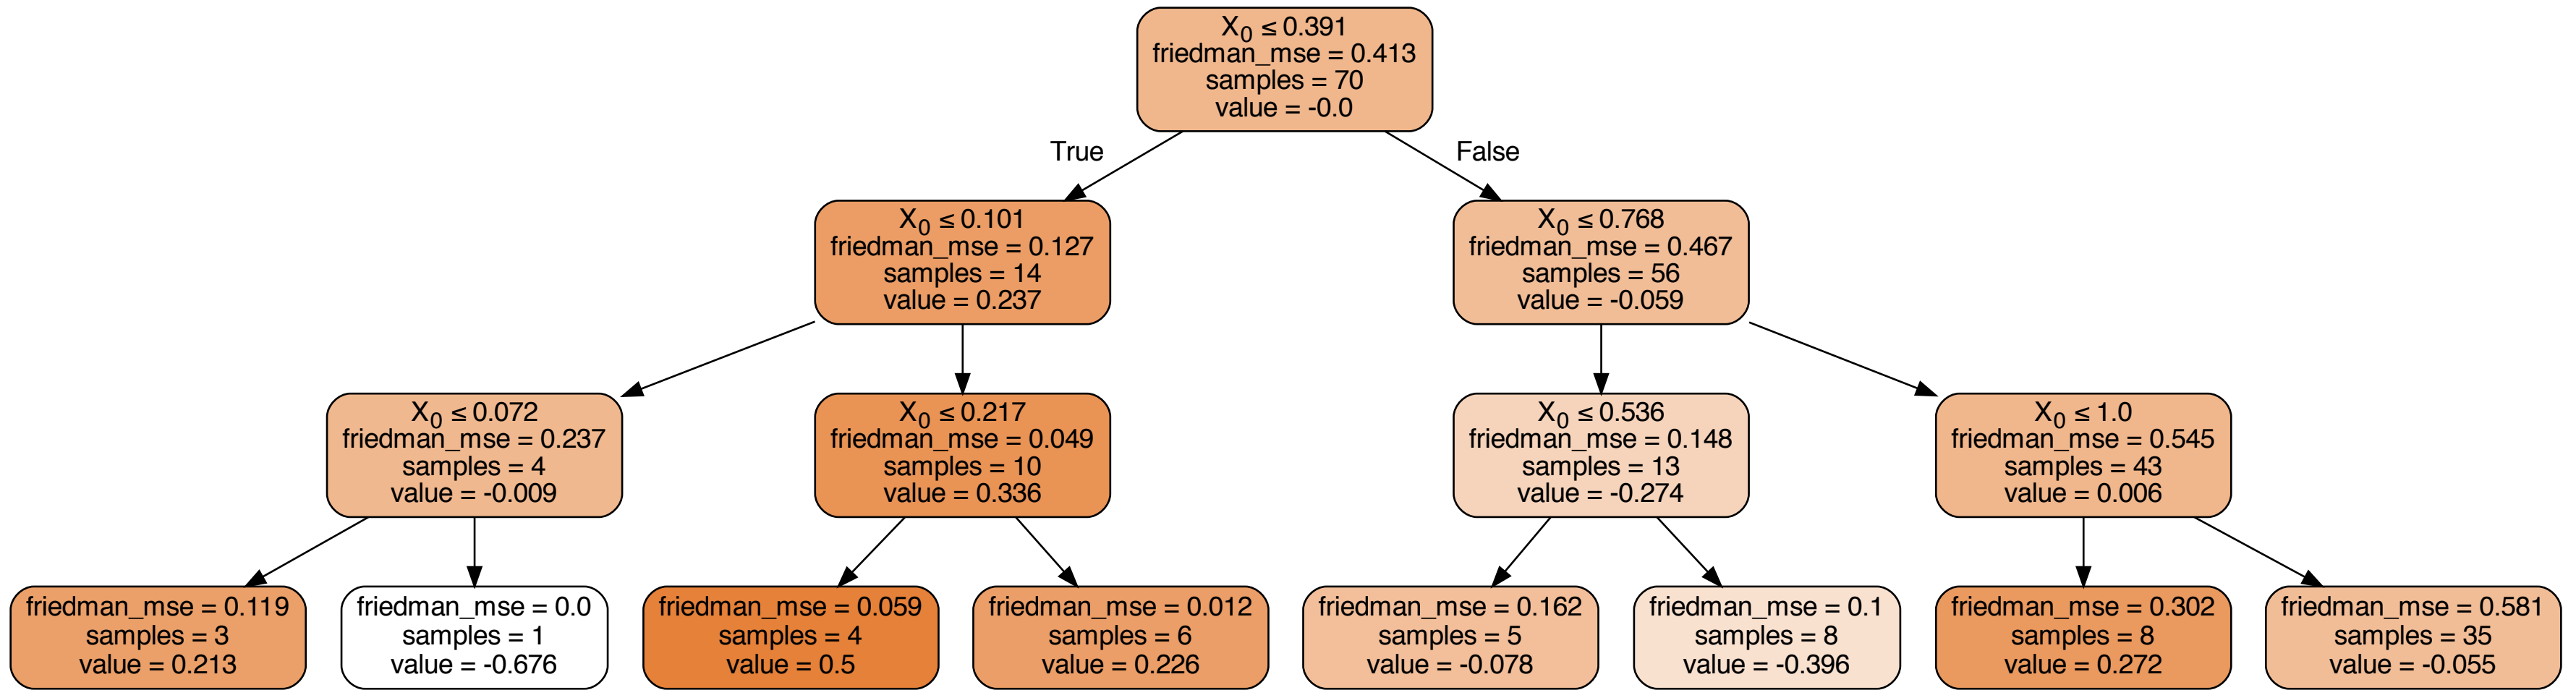 X0 ≤ 0.391
friedman_mse = 0.413
samples = 70
value = -0.0
True
False
X0 ≤ 0.101
friedman_mse = 0.127
samples = 14
value = 0.237
X0 ≤ 0.768
friedman_mse = 0.467
samples = 56
value = -0.059
X0 ≤ 0.072
friedman_mse = 0.237
samples = 4
value = -0.009
X0 ≤ 0.217
friedman_mse = 0.049
samples = 10
value = 0.336
X0 ≤ 0.536
friedman_mse = 0.148
samples = 13
value = -0.274
X0 ≤ 1.0
friedman_mse = 0.545
samples = 43
value = 0.006
friedman_mse = 0.119
samples = 3
value = 0.213
friedman_mse = 0.0
samples = 1
value = -0.676
friedman_mse = 0.059
samples = 4
value = 0.5
friedman_mse = 0.012
samples = 6
value = 0.226
friedman_mse = 0.162
samples = 5
value = -0.078
friedman_mse = 0.1
samples = 8
value = -0.396
friedman_mse = 0.302
samples = 8
value = 0.272
friedman_mse = 0.581
samples = 35
value = -0.055